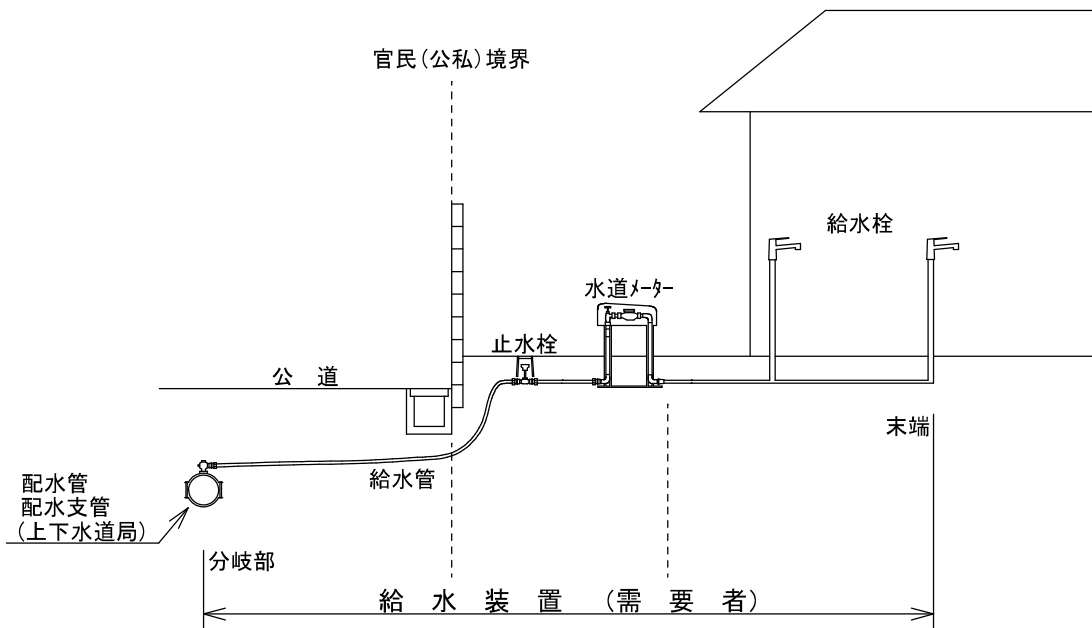 官民(公私)境界
給水栓
水道ﾒｰﾀｰ
止水栓
公 道
末端
給水管
配水管
配水支管
(上下水道局)
分岐部
給 水 装 置 (需 要 者)